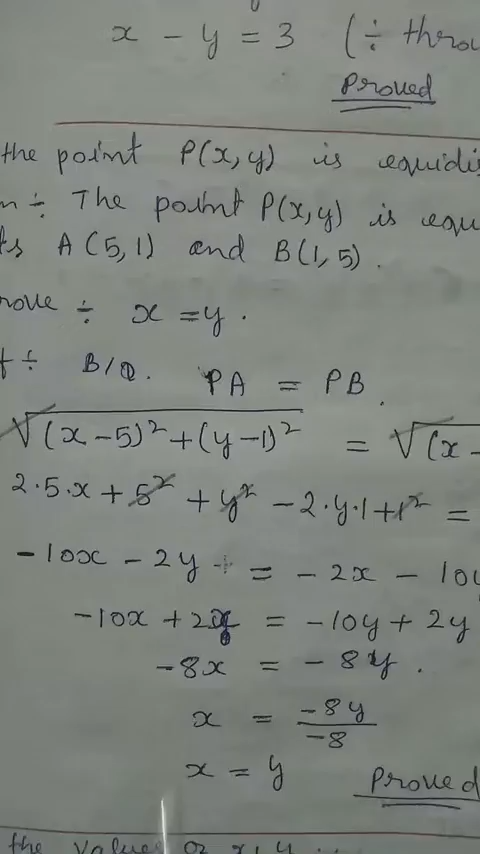 x - y = 3 (÷ throu
Proved
the point P(x, y) is equidis
n ÷ The point P(x, y) is equ
ts A(5, 1) and B(1, 5).
rove ÷ x = y.
f ÷ B/Q. PA = PB.
√(x-5)² + (y-1)² = √(x -
2·5·x + 5² + y² - 2·y·1 + 1² =
-10x - 2y = - 2x - 10y
-10x + 2x = -10y + 2y
-8x = - 8y.
x = -8y/-8
x = y Proved
the values of x, y